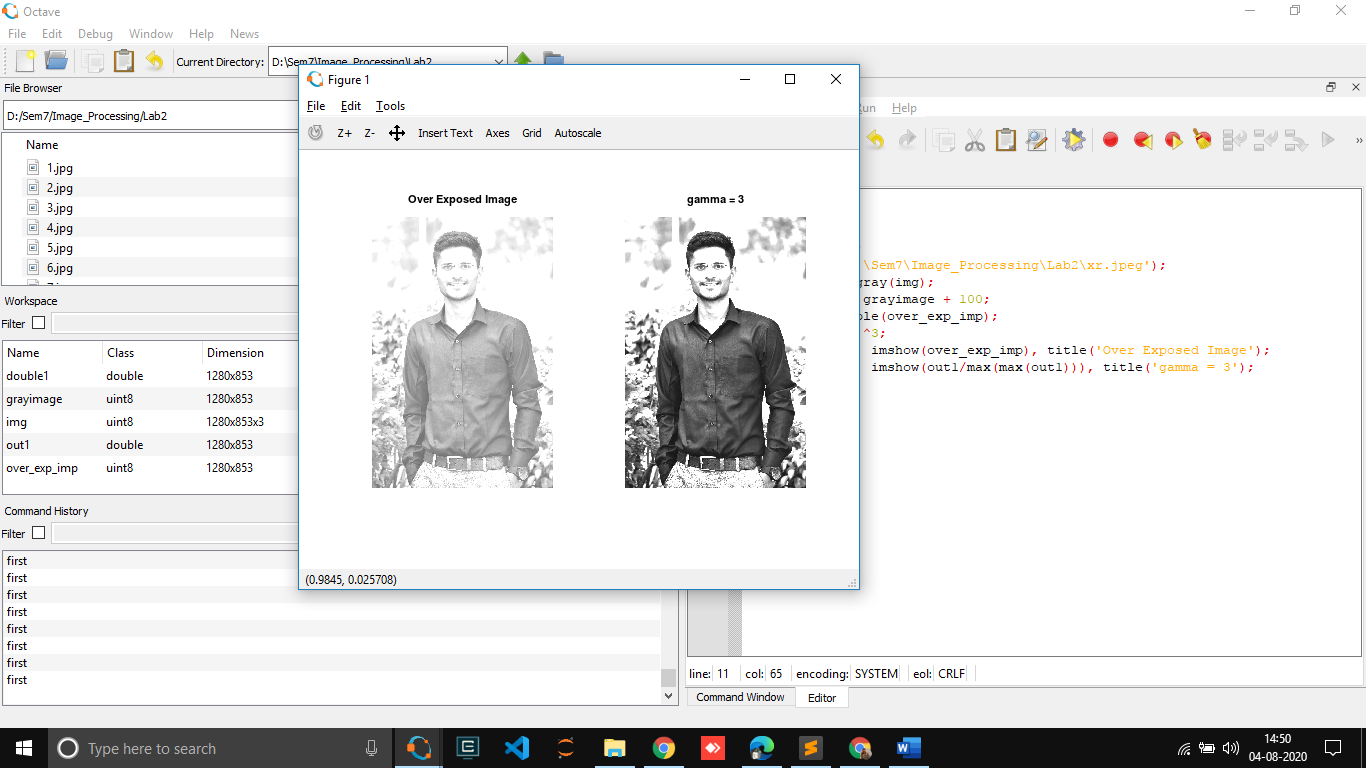 Octave
File Edit Debug Window Help News
Current Directory: D:\Sem7\Image_Processing\Lab2
File Browser
D:/Sem7/Image_Processing/Lab2
Name
1.jpg
2.jpg
3.jpg
4.jpg
5.jpg
6.jpg
Workspace
Filter
Name Class Dimension
double1 double 1280x853
grayimage uint8 1280x853
img uint8 1280x853x3
out1 double 1280x853
over_exp_imp uint8 1280x853
Command History
Filter
first
first
first
first
first
first
first
first
Figure 1
File Edit Tools
Z+ Z- Insert Text Axes Grid Autoscale
Over Exposed Image gamma = 3
(0.9845, 0.025708)
Help
\Sem7\Image_Processing\Lab2\xr.jpeg');
gray(img);
grayimage + 100;
ble(over_exp_imp);
^3;
imshow(over_exp_imp), title('Over Exposed Image');
imshow(out1/max(max(out1))), title('gamma = 3');
line: 11 col: 65 encoding: SYSTEM eol: CRLF
Command Window Editor
Type here to search
14:50
04-08-2020